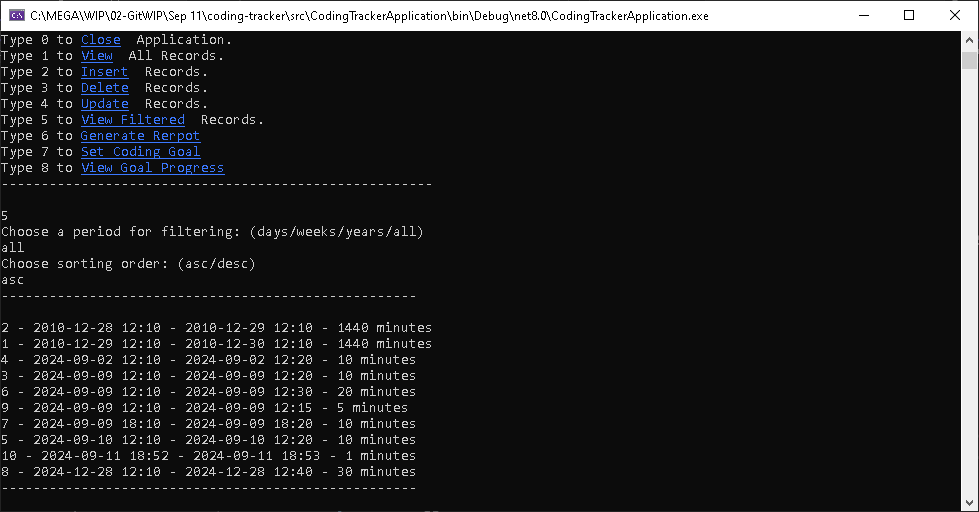 C:\MEGA\WIP\02-GitWIP\Sep 11\coding-tracker\src\CodingTrackerApplication\bin\Debug\net8.0\CodingTrackerApplication.exe
Type 0 to Close  Application.
Type 1 to View  All Records.
Type 2 to Insert  Records.
Type 3 to Delete  Records.
Type 4 to Update  Records.
Type 5 to View Filtered  Records.
Type 6 to Generate Rerpot
Type 7 to Set Coding Goal
Type 8 to View Goal Progress
------------------------------------------------------
5
Choose a period for filtering: (days/weeks/years/all)
all
Choose sorting order: (asc/desc)
asc
----------------------------------------------------
2 - 2010-12-28 12:10 - 2010-12-29 12:10 - 1440 minutes
1 - 2010-12-29 12:10 - 2010-12-30 12:10 - 1440 minutes
4 - 2024-09-02 12:10 - 2024-09-02 12:20 - 10 minutes
3 - 2024-09-09 12:10 - 2024-09-09 12:20 - 10 minutes
6 - 2024-09-09 12:10 - 2024-09-09 12:30 - 20 minutes
9 - 2024-09-09 12:10 - 2024-09-09 12:15 - 5 minutes
7 - 2024-09-09 18:10 - 2024-09-09 18:20 - 10 minutes
5 - 2024-09-10 12:10 - 2024-09-10 12:20 - 10 minutes
10 - 2024-09-11 18:52 - 2024-09-11 18:53 - 1 minutes
8 - 2024-12-28 12:10 - 2024-12-28 12:40 - 30 minutes
----------------------------------------------------